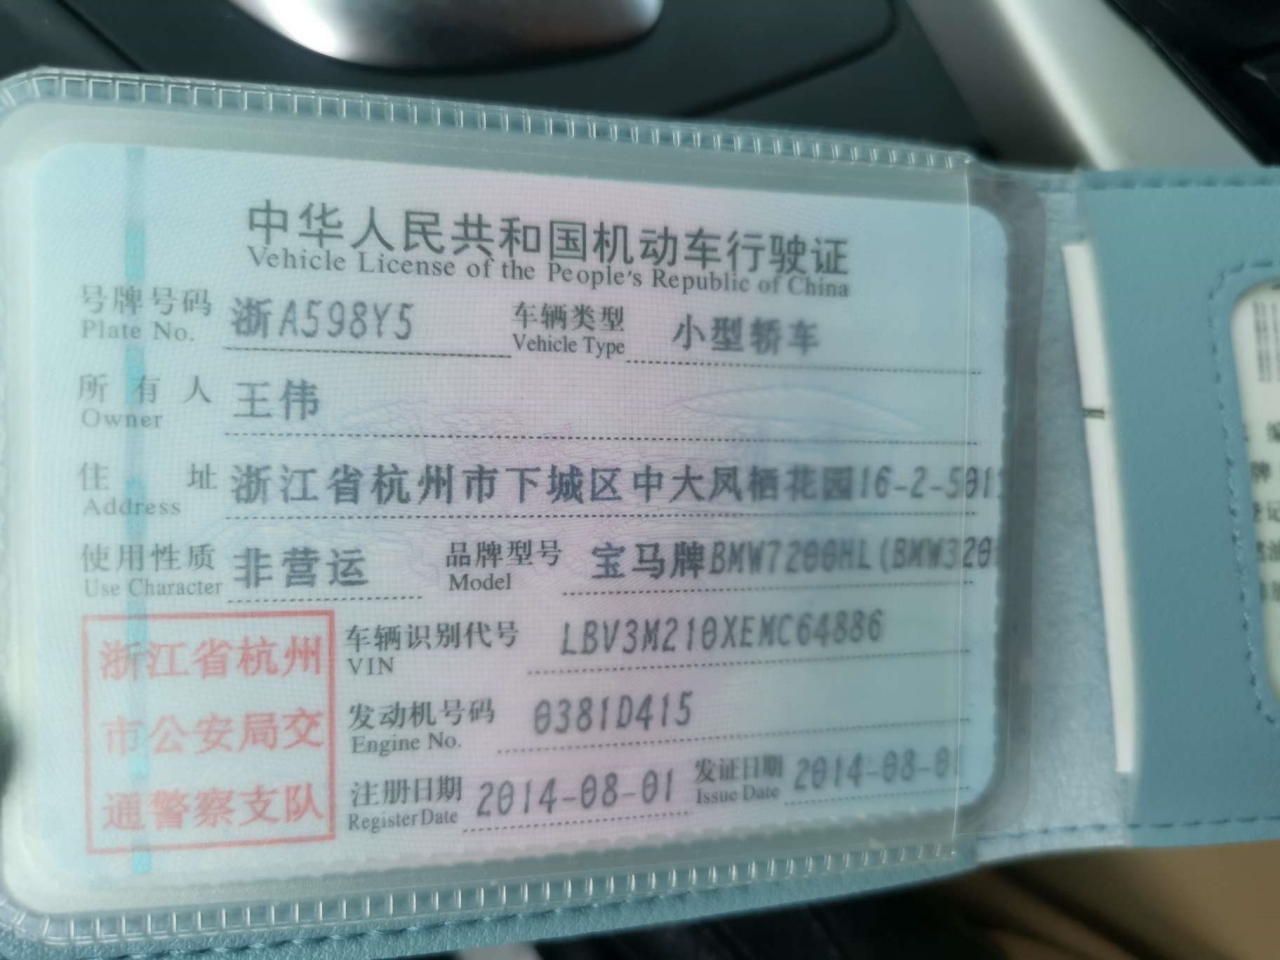 中华人民共和国机动车行驶证
Vehicle License of the People's Republic of China
号牌号码 浙A598Y5 车辆类型 小型轿车
Plate No. Vehicle Type
所有人 王伟
Owner
住址 浙江省杭州市下城区中大凤栖花园16-2-501
Address
使用性质 非营运 品牌型号 宝马牌BMW7200HL(BMW320
Use Character Model
浙江省杭州
市公安局交
通警察支队
车辆识别代号 LBV3M210XEMC64886
VIN
发动机号码 0381D415
Engine No.
注册日期 2014-08-01 发证日期 2014-08-01
Register Date Issue Date